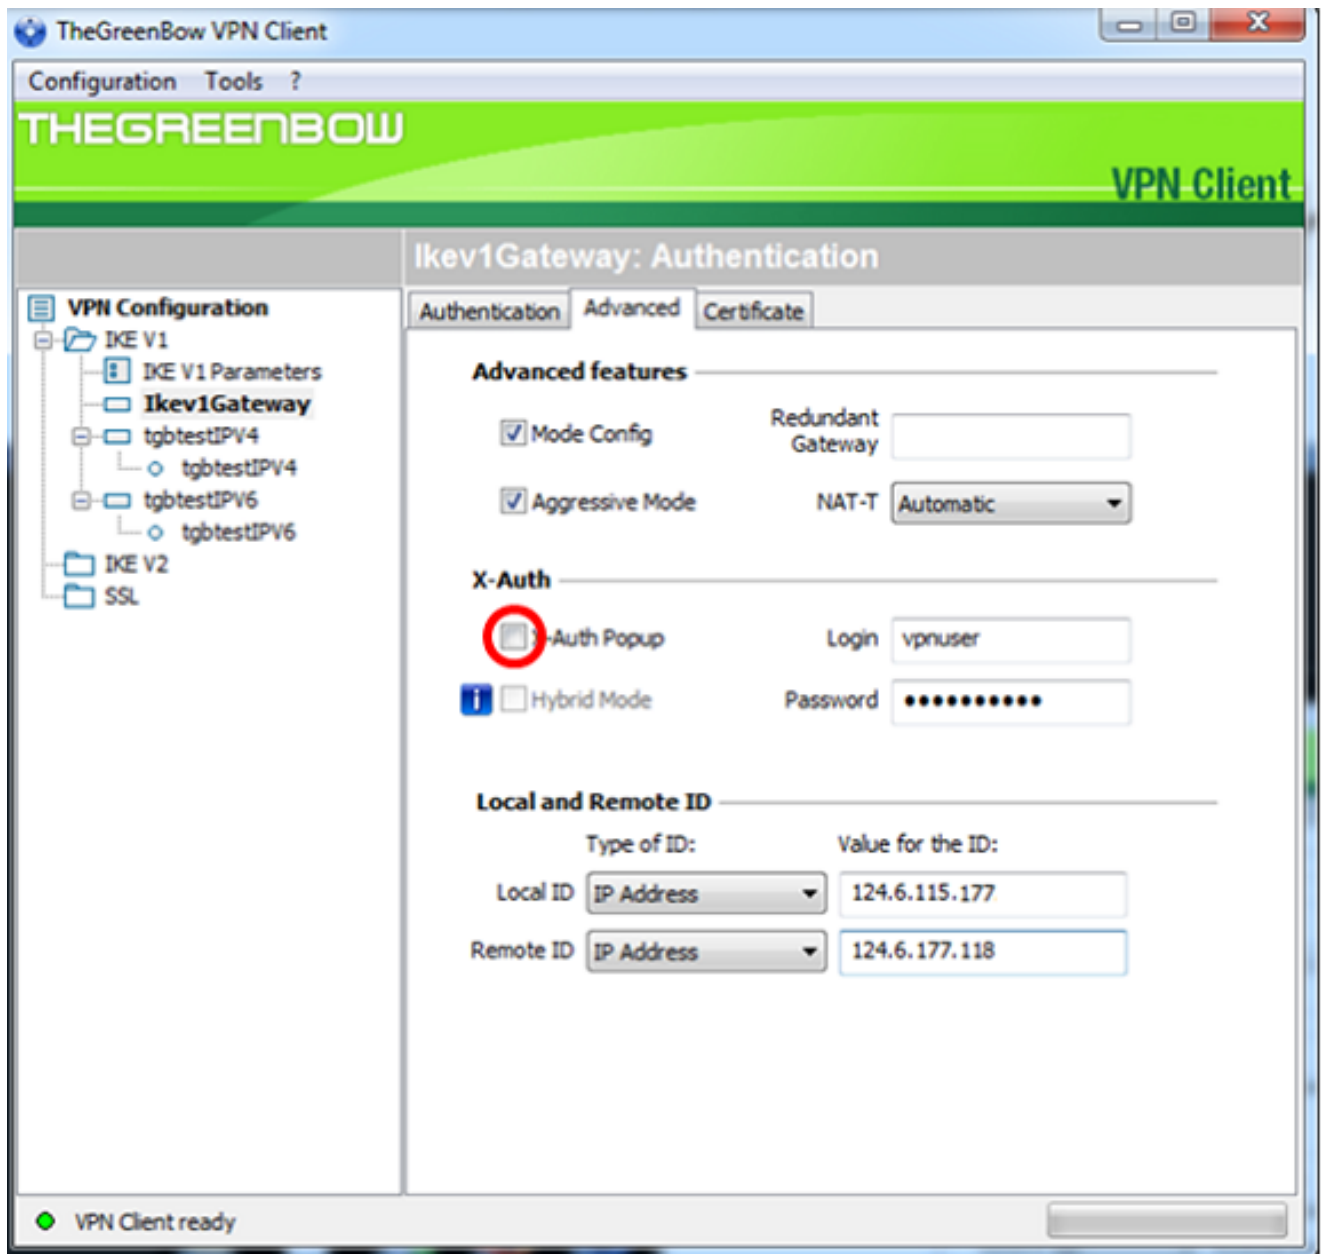 TheGreenBow VPN Client
Configuration Tools ?
THEGREENBOW
VPN Client
Ikev1Gateway: Authentication
VPN Configuration
IKE V1
IKE V1 Parameters
Ikev1Gateway
tgbtestIPV4
tgbtestIPV4
tgbtestIPV6
tgbtestIPV6
IKE V2
SSL
Authentication Advanced Certificate
Advanced features
Mode Config Redundant Gateway
Aggressive Mode NAT-T Automatic
X-Auth
-Auth Popup Login vpnuser
Hybrid Mode Password ••••••••••
Local and Remote ID
Type of ID: Value for the ID:
Local ID IP Address 124.6.115.177
Remote ID IP Address 124.6.177.118
VPN Client ready